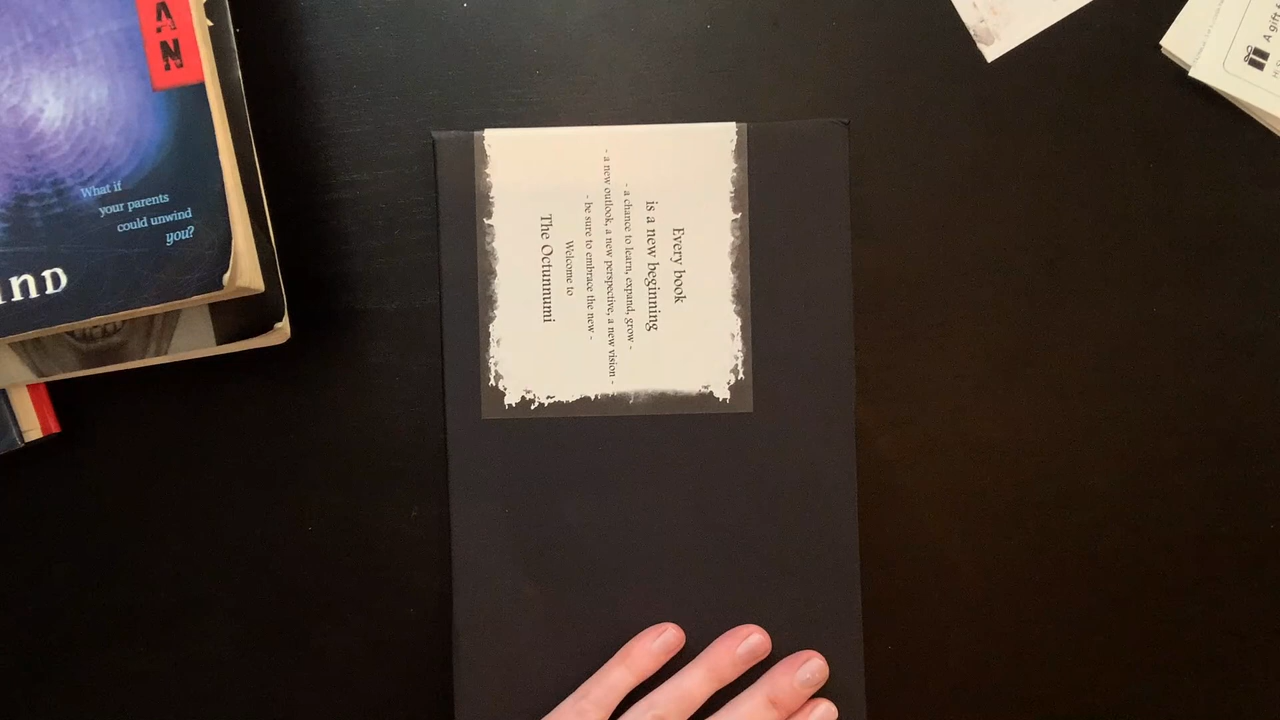 Every book
is a new beginning
- a chance to learn, expand, grow -
- a new outlook, a new perspective, a new vision -
- be sure to embrace the new -
Welcome to
The Octunnumi
AN
What if
your parents
could unwind
you?
IND
A gift